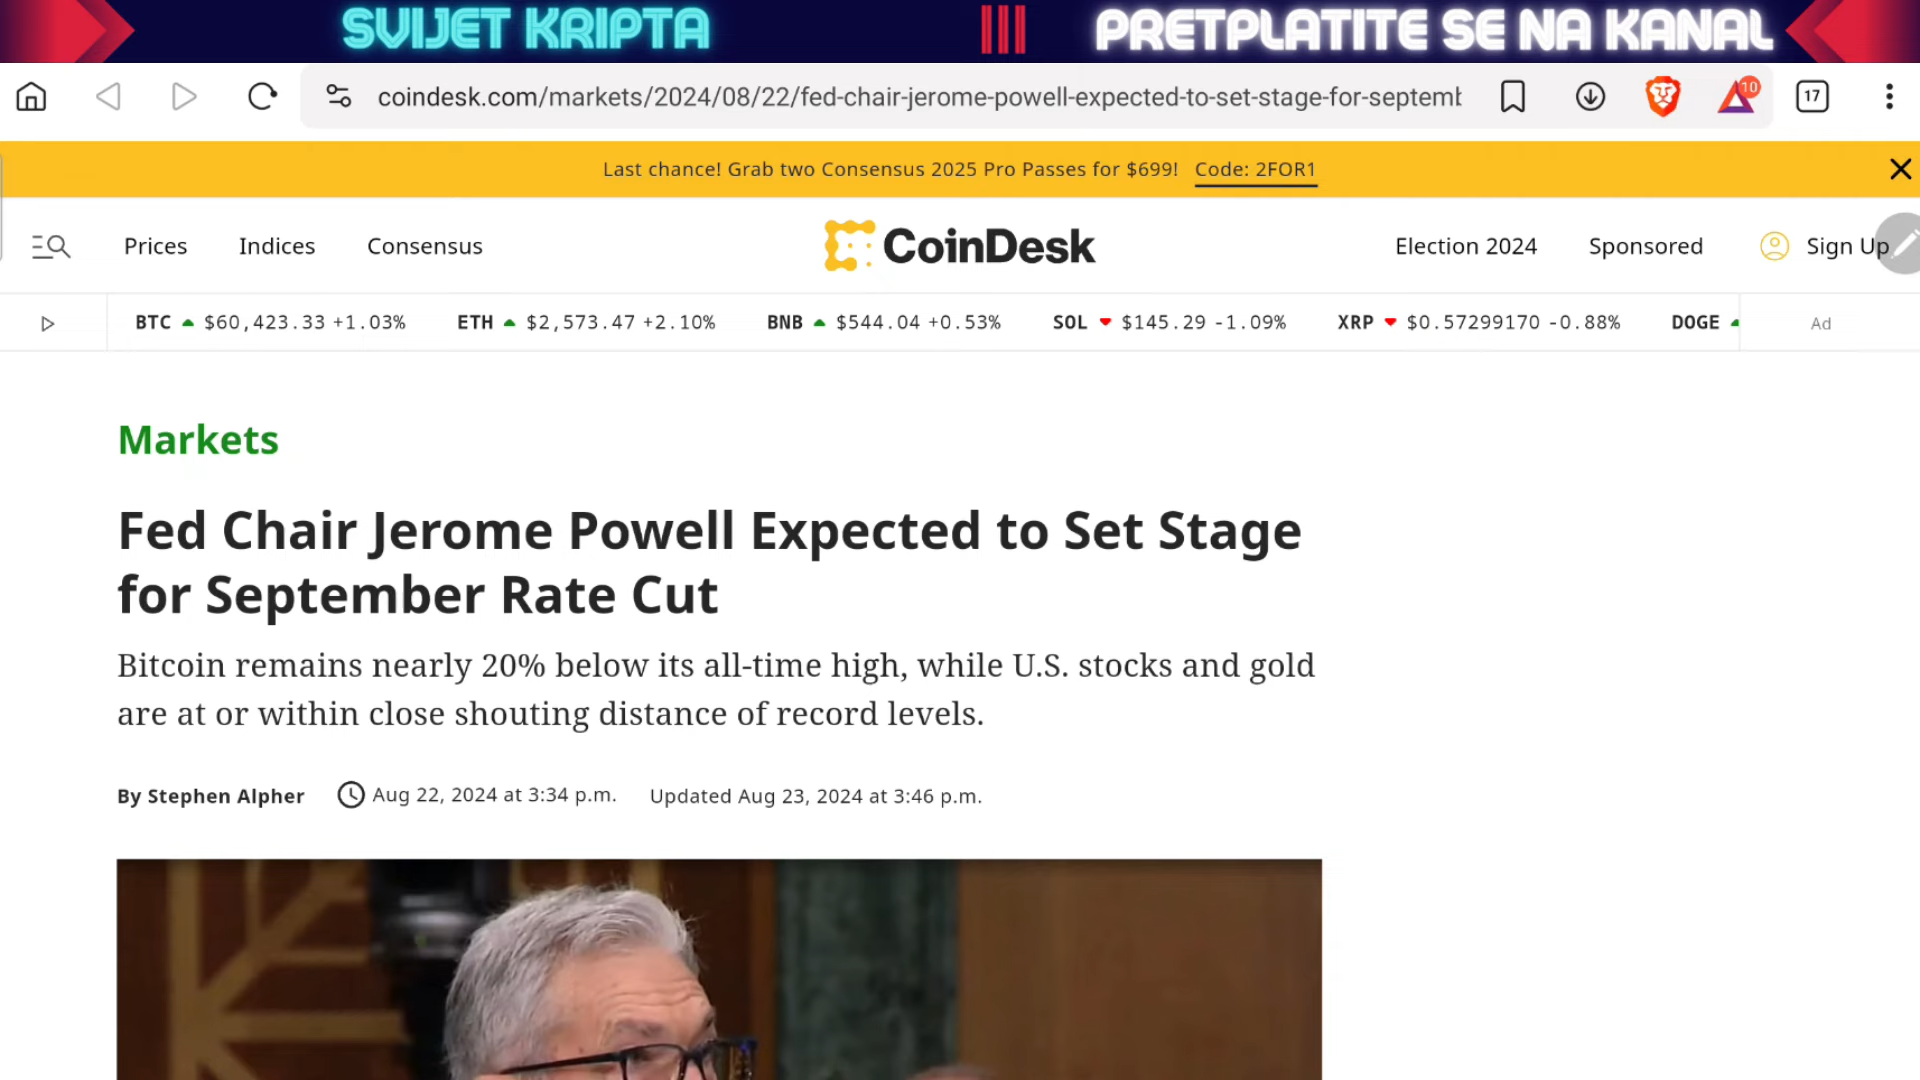 SVIJET KRIPTA
PRETPLATITE SE NA KANAL
coindesk.com/markets/2024/08/22/fed-chair-jerome-powell-expected-to-set-stage-for-septemb
10
17
Last chance! Grab two Consensus 2025 Pro Passes for $699! Code: 2FOR1
Prices Indices Consensus CoinDesk Election 2024 Sponsored Sign Up
BTC $60,423.33 +1.03% ETH $2,573.47 +2.10% BNB $544.04 +0.53% SOL $145.29 -1.09% XRP $0.57299170 -0.88% DOGE Ad
Markets
Fed Chair Jerome Powell Expected to Set Stage
for September Rate Cut
Bitcoin remains nearly 20% below its all-time high, while U.S. stocks and gold
are at or within close shouting distance of record levels.
By Stephen Alpher Aug 22, 2024 at 3:34 p.m. Updated Aug 23, 2024 at 3:46 p.m.